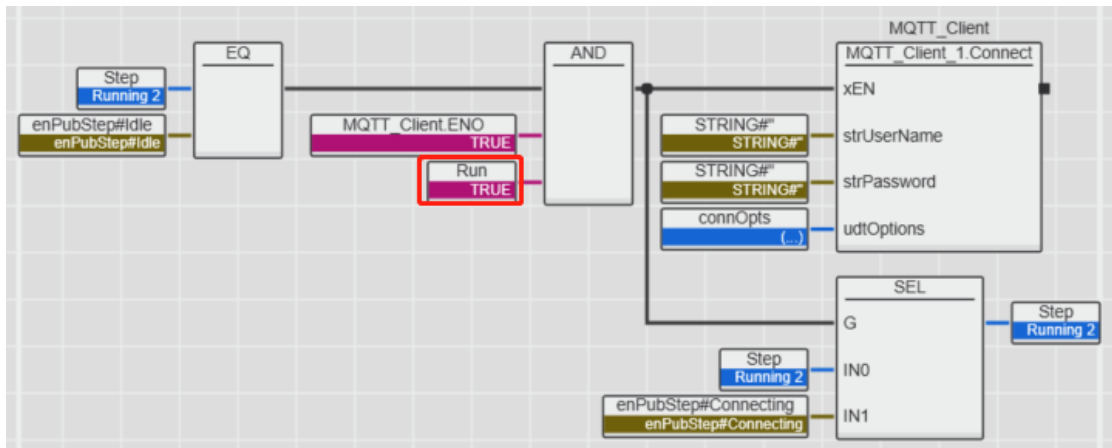 MQTT_Client
EQ
AND
MQTT_Client_1.Connect
Step
Running 2
xEN
enPubStep#Idle
enPubStep#Idle
MQTT_Client.ENO
TRUE
STRING#''
STRING#''
strUserName
Run
TRUE
STRING#''
STRING#''
strPassword
connOpts
(...)
udtOptions
SEL
G
Step
Running 2
Step
Running 2
IN0
enPubStep#Connecting
enPubStep#Connecting
IN1